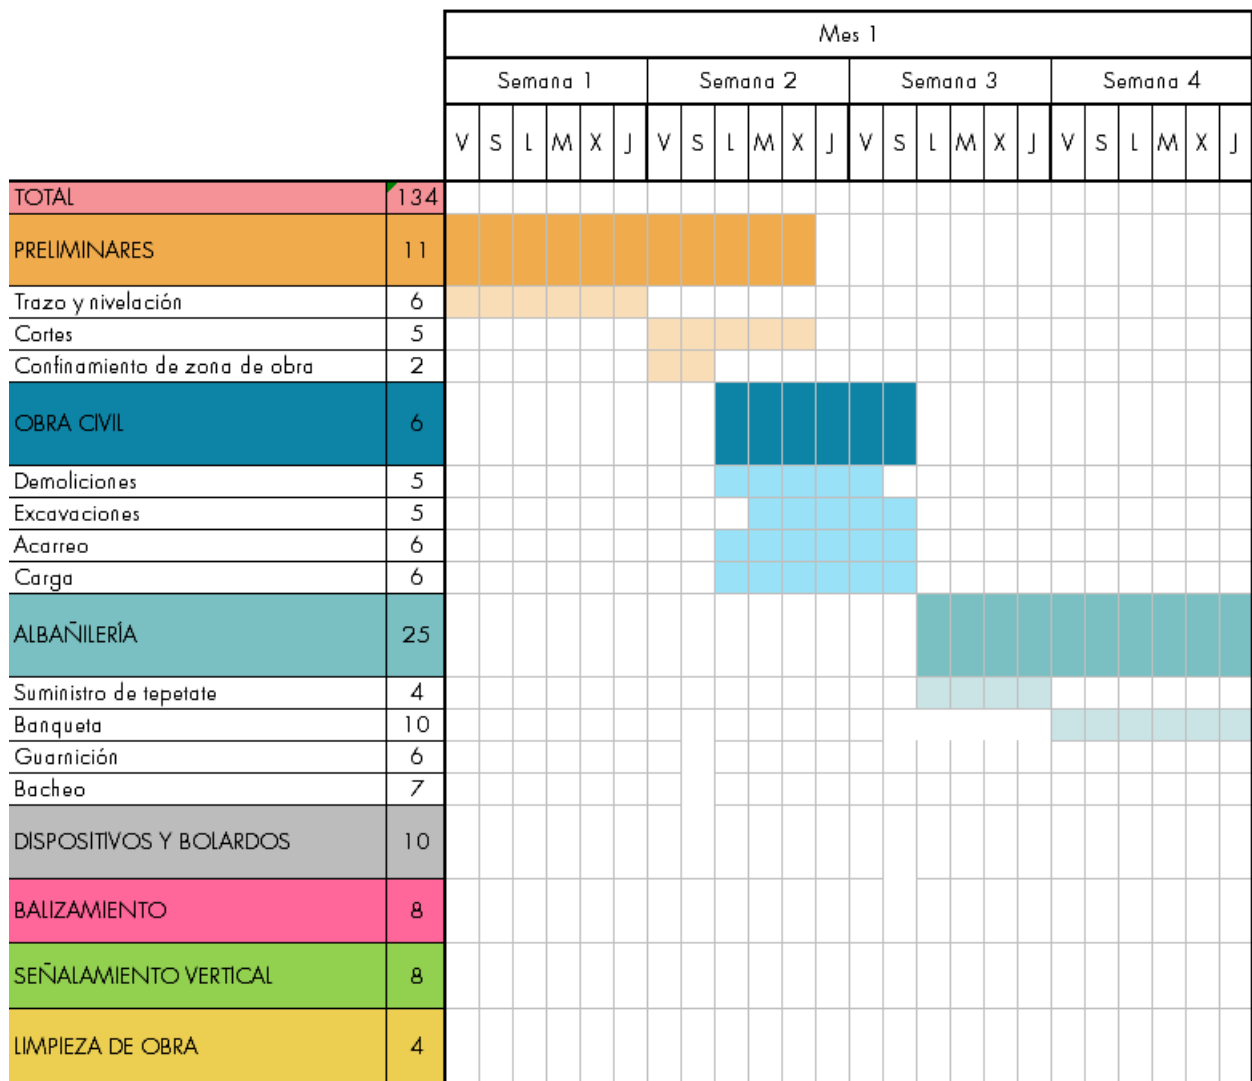 Mes 1
Semana 1 Semana 2 Semana 3 Semana 4
V S L M X J V S L M X J V S L M X J V S L M X J
TOTAL 134
PRELIMINARES 11
Trazo y nivelación 6
Cortes 5
Confinamiento de zona de obra 2
OBRA CIVIL 6
Demoliciones 5
Excavaciones 5
Acarreo 6
Carga 6
ALBAÑILERÍA 25
Suministro de tepetate 4
Banqueta 10
Guarnición 6
Bacheo 7
DISPOSITIVOS Y BOLARDOS 10
BALIZAMIENTO 8
SEÑALAMIENTO VERTICAL 8
LIMPIEZA DE OBRA 4